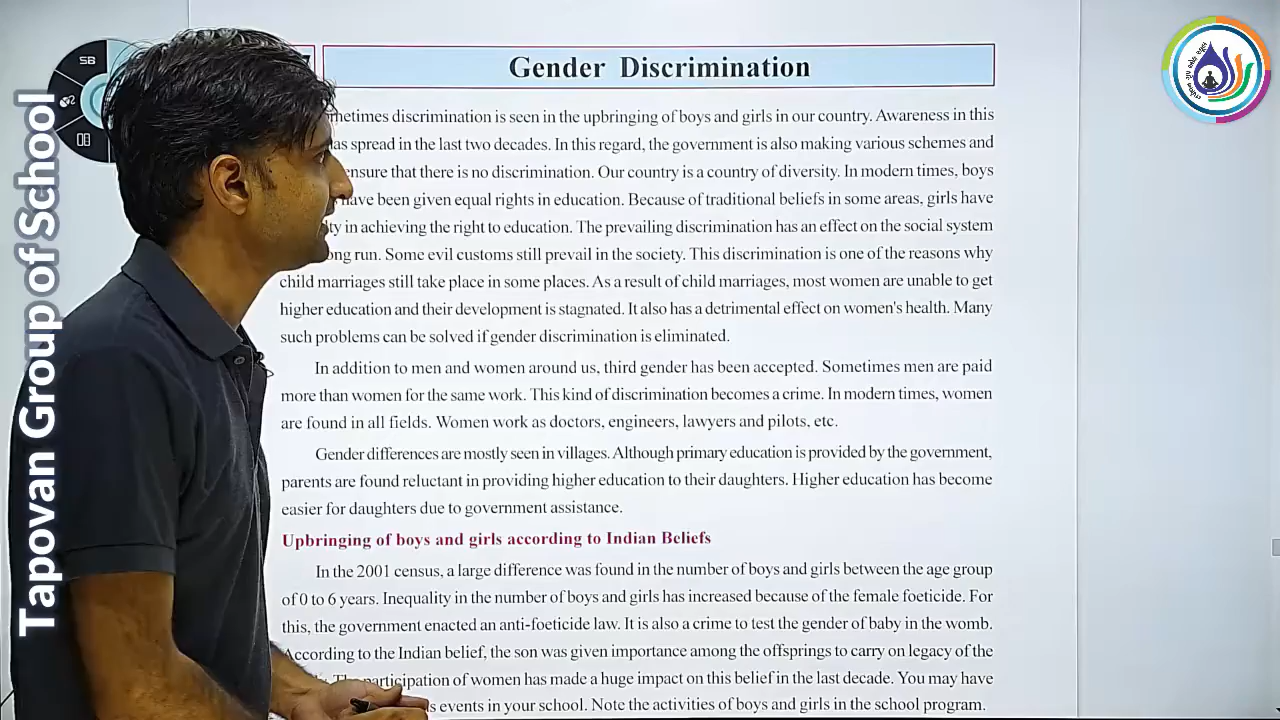 SB
Tapovan Group of School
Gender Discrimination
discrimination is seen in the upbringing of boys and girls in our country. Awareness in this
spread in the last two decades. In this regard, the government is also making various schemes and
ensure that there is no discrimination. Our country is a country of diversity. In modern times, boys
have been given equal rights in education. Because of traditional beliefs in some areas, girls have
in achieving the right to education. The prevailing discrimination has an effect on the social system
run. Some evil customs still prevail in the society. This discrimination is one of the reasons why
child marriages still take place in some places. As a result of child marriages, most women are unable to get
higher education and their development is stagnated. It also has a detrimental effect on women's health. Many
such problems can be solved if gender discrimination is eliminated.
In addition to men and women around us, third gender has been accepted. Sometimes men are paid
more than women for the same work. This kind of discrimination becomes a crime. In modern times, women
are found in all fields. Women work as doctors, engineers, lawyers and pilots, etc.
Gender differences are mostly seen in villages. Although primary education is provided by the government,
parents are found reluctant in providing higher education to their daughters. Higher education has become
easier for daughters due to government assistance.
Upbringing of boys and girls according to Indian Beliefs
In the 2001 census, a large difference was found in the number of boys and girls between the age group
of 0 to 6 years. Inequality in the number of boys and girls has increased because of the female foeticide. For
this, the government enacted an anti-foeticide law. It is also a crime to test the gender of baby in the womb.
According to the Indian belief, the son was given importance among the offsprings to carry on legacy of the
participation of women has made a huge impact on this belief in the last decade. You may have
events in your school. Note the activities of boys and girls in the school program.